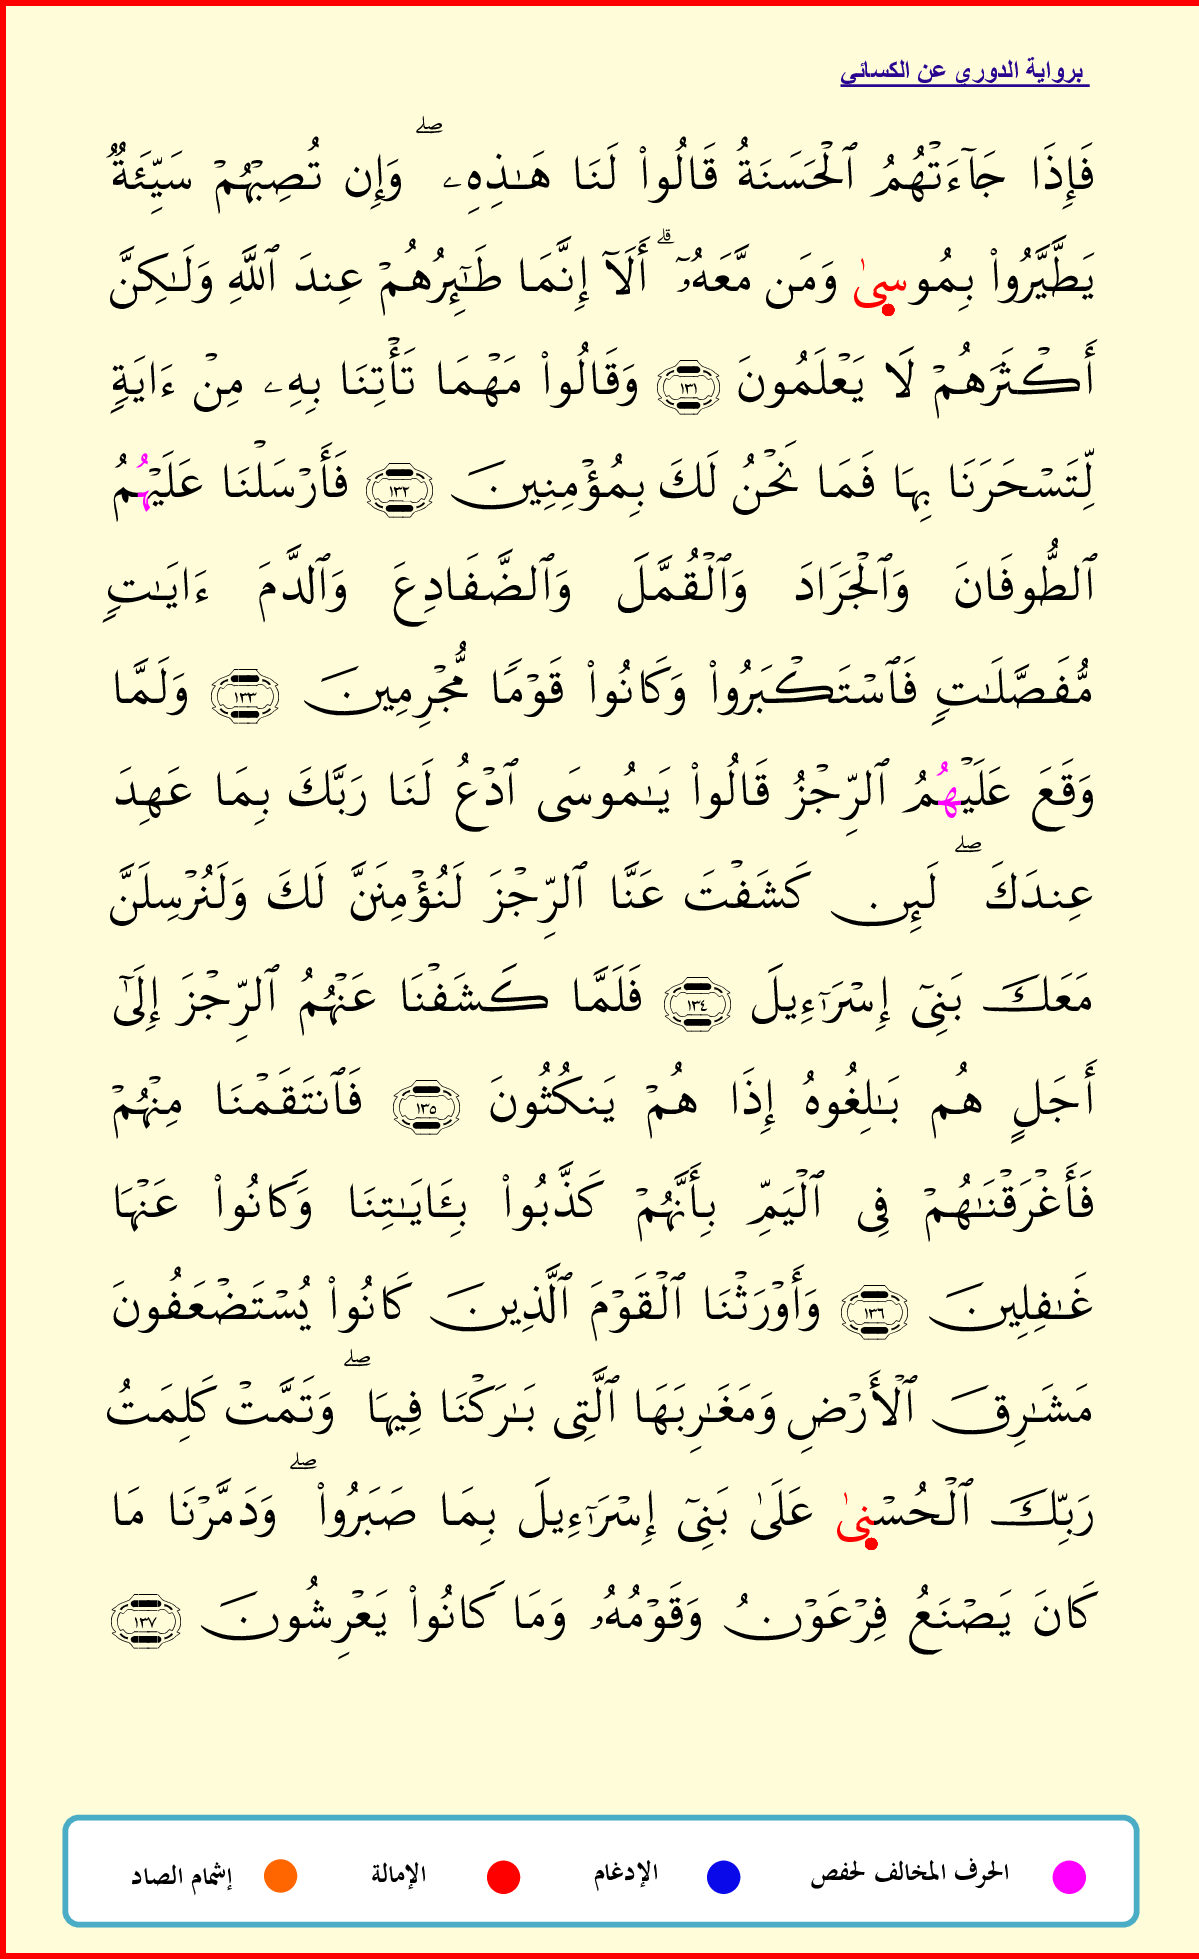 برواية الدوري عن الكسائي
فَإِذَا جَآءَتۡهُمُ ٱلۡحَسَنَةُ قَالُواْ لَنَا هَـٰذِهِۦۖ وَإِن تُصِبۡهُمۡ سَيِّئَةٞ
يَطَّيَّرُواْ بِمُوسىٰ وَمَن مَّعَهُۥٓۗ أَلَآ إِنَّمَا طَـٰٓئِرُهُمۡ عِندَ ٱللَّهِ وَلَـٰكِنَّ
أَكۡثَرَهُمۡ لَا يَعۡلَمُونَ ١٣١ وَقَالُواْ مَهۡمَا تَأۡتِنَا بِهِۦ مِنۡ ءَايَةٖ
لِّتَسۡحَرَنَا بِهَا فَمَا نَحۡنُ لَكَ بِمُؤۡمِنِينَ ١٣٢ فَأَرۡسَلۡنَا عَلَيۡهُمُ
ٱلطُّوفَانَ وَٱلۡجَرَادَ وَٱلۡقُمَّلَ وَٱلضَّفَادِعَ وَٱلدَّمَ ءَايَـٰتٖ
مُّفَصَّلَـٰتٖ فَٱسۡتَكۡبَرُواْ وَكَانُواْ قَوۡمٗا مُّجۡرِمِينَ ١٣٣ وَلَمَّا
وَقَعَ عَلَيۡهُمُ ٱلرِّجۡزُ قَالُواْ يَـٰمُوسَى ٱدۡعُ لَنَا رَبَّكَ بِمَا عَهِدَ
عِندَكَۖ لَئِن كَشَفۡتَ عَنَّا ٱلرِّجۡزَ لَنُؤۡمِنَنَّ لَكَ وَلَنُرۡسِلَنَّ
مَعَكَ بَنِيٓ إِسۡرَـٰٓءِيلَ ١٣٤ فَلَمَّا كَشَفۡنَا عَنۡهُمُ ٱلرِّجۡزَ إِلَىٰٓ
أَجَلٍ هُم بَـٰلِغُوهُ إِذَا هُمۡ يَنكُثُونَ ١٣٥ فَٱنتَقَمۡنَا مِنۡهُمۡ
فَأَغۡرَقۡنَـٰهُمۡ فِي ٱلۡيَمِّ بِأَنَّهُمۡ كَذَّبُواْ بِـَٔايَـٰتِنَا وَكَانُواْ عَنۡهَا
غَـٰفِلِينَ ١٣٦ وَأَوۡرَثۡنَا ٱلۡقَوۡمَ ٱلَّذِينَ كَانُواْ يُسۡتَضۡعَفُونَ
مَشَـٰرِقَ ٱلۡأَرۡضِ وَمَغَـٰرِبَهَا ٱلَّتِي بَـٰرَكۡنَا فِيهَاۖ وَتَمَّتۡ كَلِمَتُ
رَبِّكَ ٱلۡحُسۡنىٰ عَلَىٰ بَنِيٓ إِسۡرَـٰٓءِيلَ بِمَا صَبَرُواْۖ وَدَمَّرۡنَا مَا
كَانَ يَصۡنَعُ فِرۡعَوۡنُ وَقَوۡمُهُۥ وَمَا كَانُواْ يَعۡرِشُونَ ١٣٧
الحرف المخالف لحفص الإدغام الإمالة إشمام الصاد